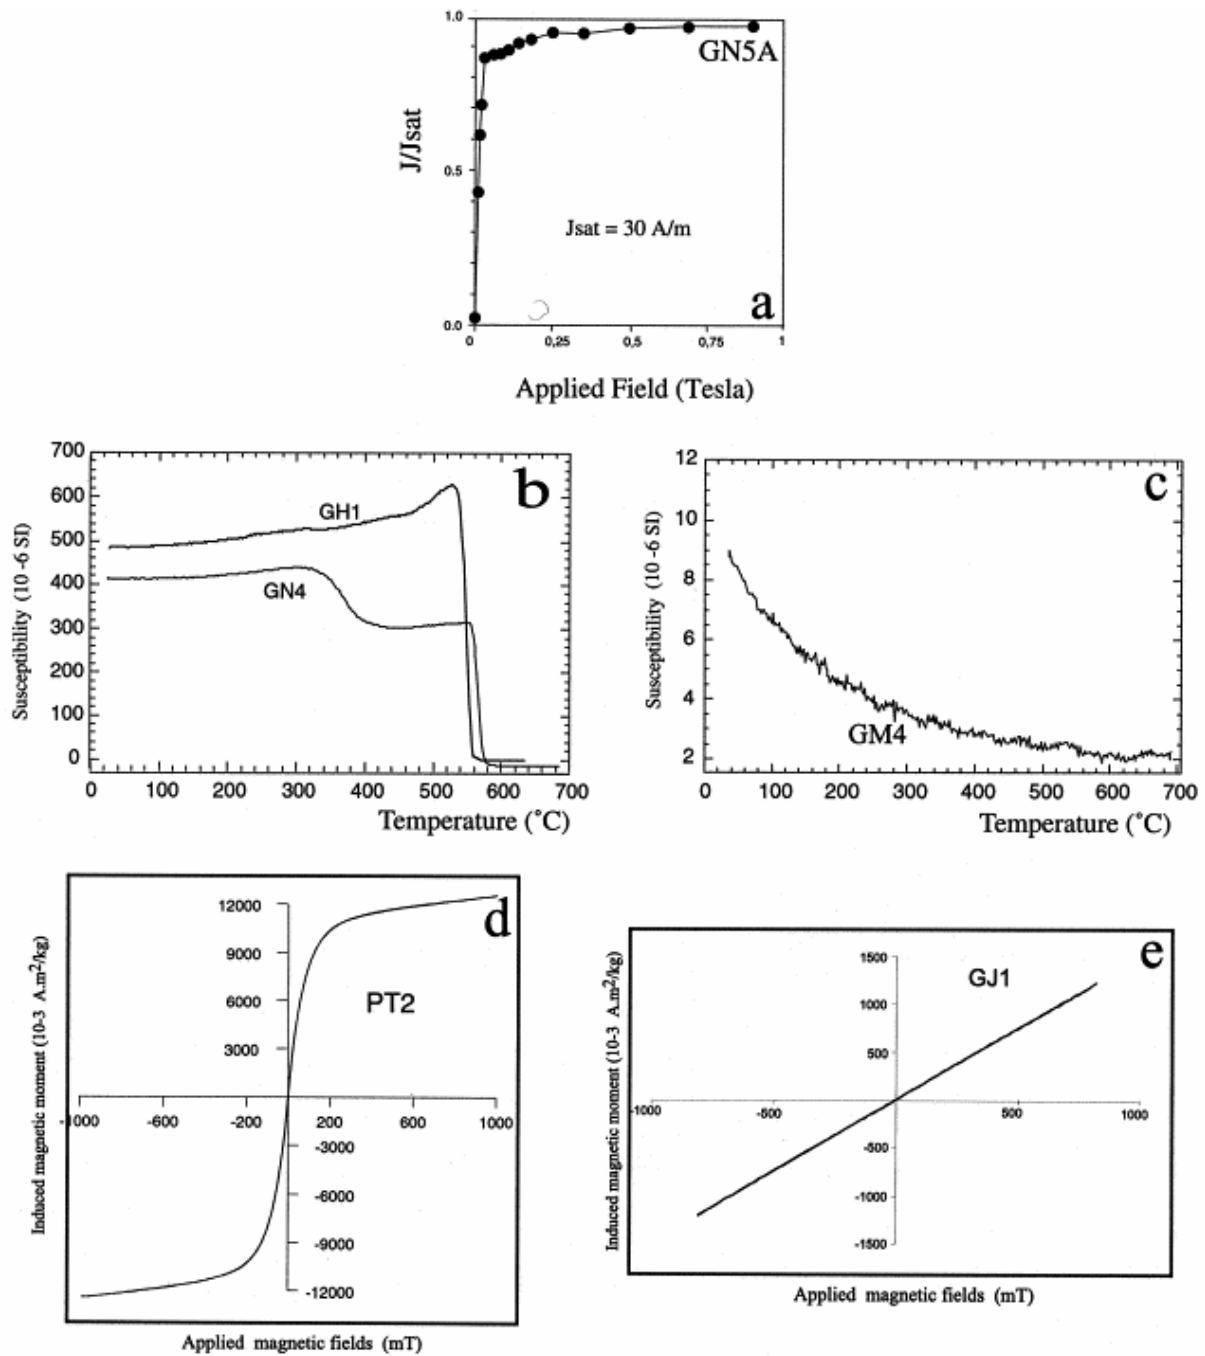 1.0
GN5A
J/Jsat
0.5
Jsat = 30 A/m
a
0.0
0 0,25 0,5 0,75 1
Applied Field (Tesla)
700
b
600
GH1
500
400
GN4
300
200
100
0
Susceptibility (10 -6 SI)
0 100 200 300 400 500 600 700
Temperature (˚C)
12
c
10
8
6
4
GM4
2
Susceptibility (10 -6 SI)
0 100 200 300 400 500 600 700
Temperature (˚C)
12000
d
9000
PT2
6000
3000
-1000 -600 -200 200 600 1000
-3000
-6000
-9000
-12000
Induced magnetic moment (10-3 A.m2/kg)
Applied magnetic fields (mT)
1500
e
GJ1
1000
500
-1000 -500 500 1000
-500
-1000
-1500
Induced magnetic moment (10-3 A.m2/kg)
Applied magnetic fields (mT)